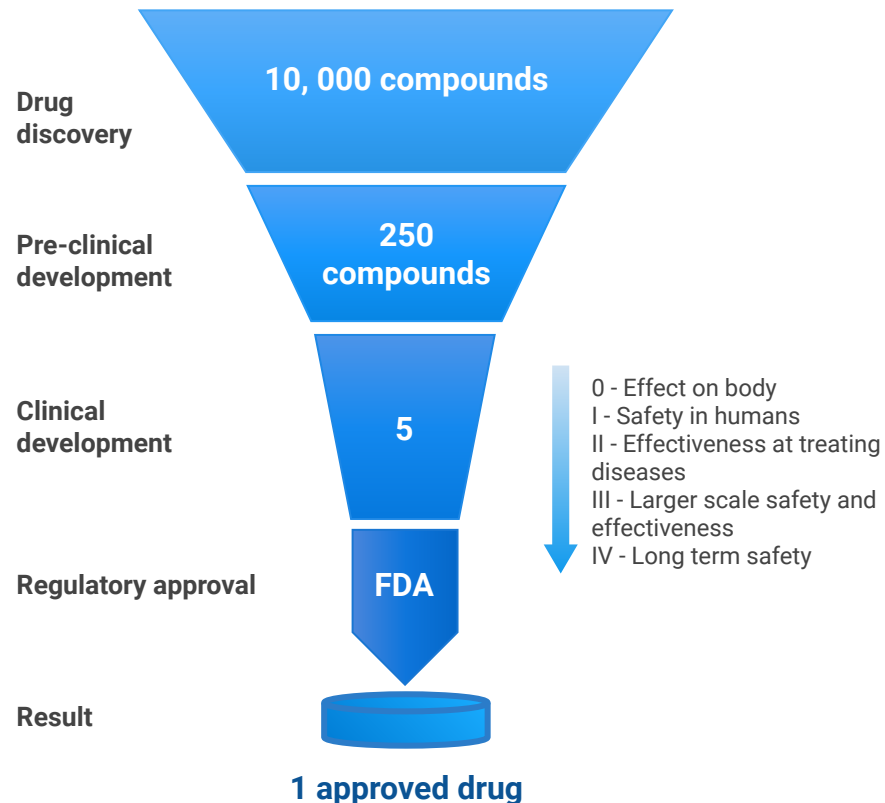 10, 000 compounds
Drug
discovery
250
compounds
Pre-clinical
development
5
Clinical
development
0 - Effect on body
I - Safety in humans
II - Effectiveness at treating
diseases
III - Larger scale safety and
effectiveness
IV - Long term safety
Regulatory approval
FDA
Result
1 approved drug